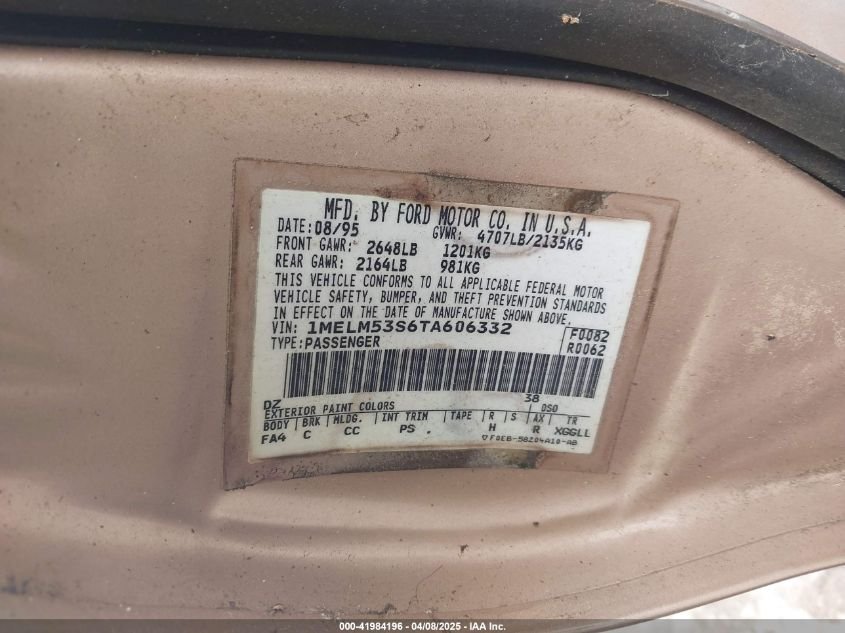 MFD. BY FORD MOTOR CO. IN U.S.A.
DATE: 08/95 GVWR: 4707LB/2135KG
FRONT GAWR: 2648LB 1201KG
REAR GAWR: 2164LB 981KG
THIS VEHICLE CONFORMS TO ALL APPLICABLE FEDERAL MOTOR
VEHICLE SAFETY, BUMPER, AND THEFT PREVENTION STANDARDS
IN EFFECT ON THE DATE OF MANUFACTURE SHOWN ABOVE.
VIN: 1MELM53S6TA606332 F0082
TYPE: PASSENGER R0062
DZ 38
EXTERIOR PAINT COLORS DSO
BODY BRK MLDG. INT TRIM TAPE R S AX TR
FA4 C CC PS . H R XGGLL
F0EB-58204A10-AB
000-41984196 - 04/08/2025 - IAA Inc.